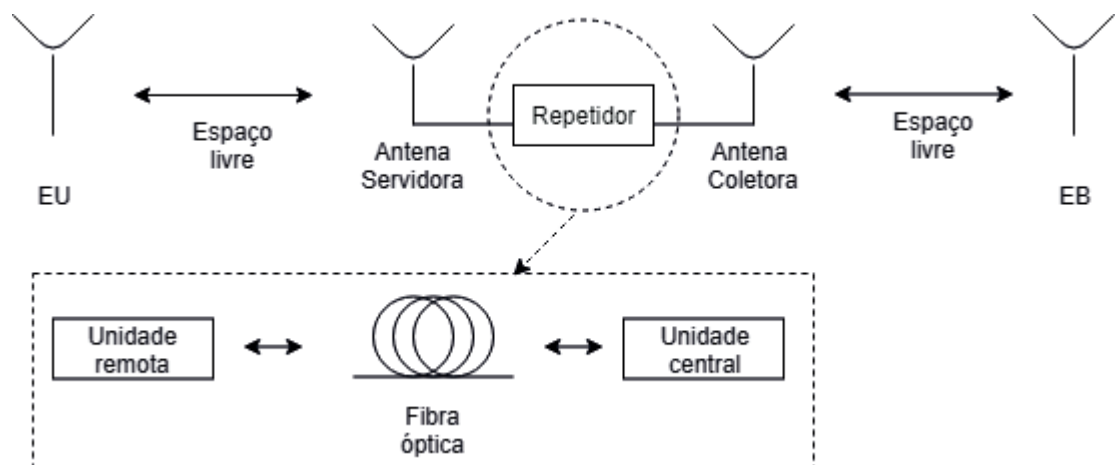 Repetidor
Espaço
livre
Antena
Servidora
Antena
Coletora
Espaço
livre
EU
EB
Unidade
remota
Unidade
central
Fibra
óptica